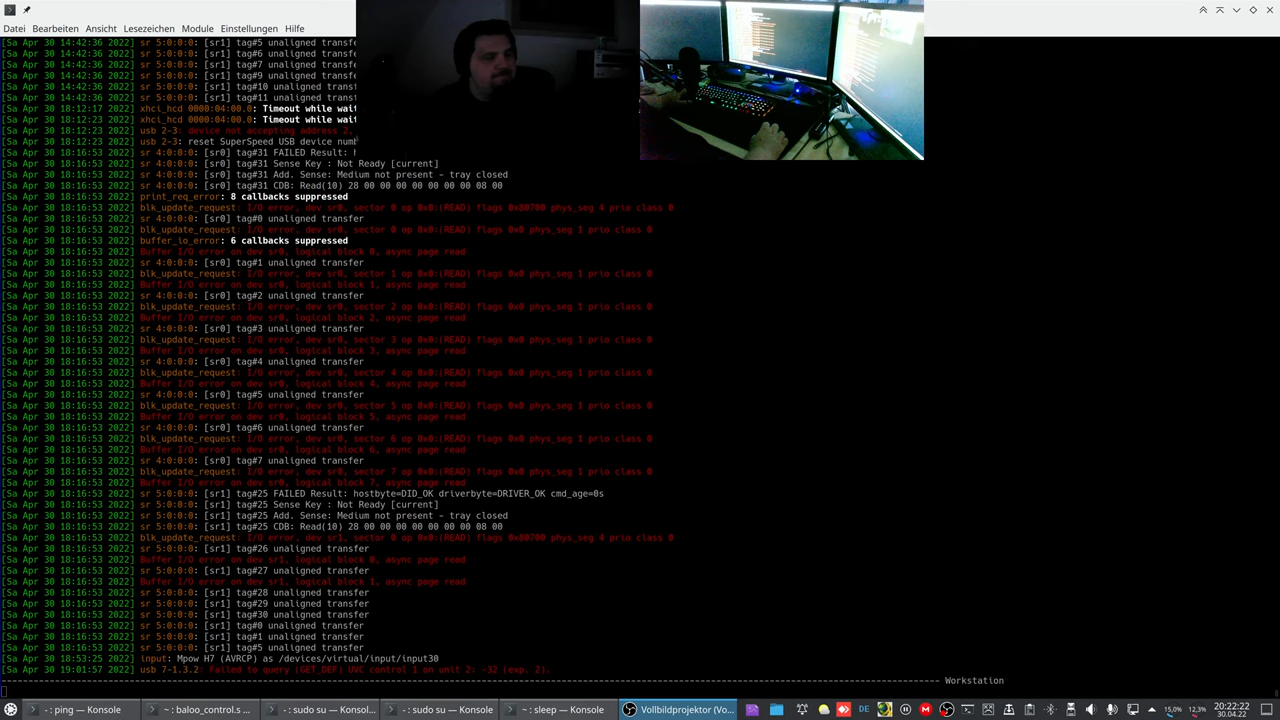 Datei Bearbeiten Ansicht Lesezeichen Module Einstellungen Hilfe
[Sa Apr 30 14:42:36 2022] sr 5:0:0:0: [sr1] tag#5 unaligned transfe
[Sa Apr 30 14:42:36 2022] sr 5:0:0:0: [sr1] tag#6 unaligned transfe
[Sa Apr 30 14:42:36 2022] sr 5:0:0:0: [sr1] tag#7 unaligned transfe
[Sa Apr 30 14:42:36 2022] sr 5:0:0:0: [sr1] tag#9 unaligned transfe
[Sa Apr 30 14:42:36 2022] sr 5:0:0:0: [sr1] tag#10 unaligned transf
[Sa Apr 30 14:42:36 2022] sr 5:0:0:0: [sr1] tag#11 unaligned transf
[Sa Apr 30 18:12:17 2022] xhci_hcd 0000:04:00.0: Timeout while wait
[Sa Apr 30 18:12:23 2022] xhci_hcd 0000:04:00.0: Timeout while wait
[Sa Apr 30 18:12:23 2022] usb 2-3: device not accepting address 2,
[Sa Apr 30 18:12:23 2022] usb 2-3: reset SuperSpeed USB device numb
[Sa Apr 30 18:16:53 2022] sr 4:0:0:0: [sr0] tag#31 FAILED Result: h
[Sa Apr 30 18:16:53 2022] sr 4:0:0:0: [sr0] tag#31 Sense Key : Not Ready [current]
[Sa Apr 30 18:16:53 2022] sr 4:0:0:0: [sr0] tag#31 Add. Sense: Medium not present - tray closed
[Sa Apr 30 18:16:53 2022] sr 4:0:0:0: [sr0] tag#31 CDB: Read(10) 28 00 00 00 00 00 00 00 08 00
[Sa Apr 30 18:16:53 2022] print_req_error: 8 callbacks suppressed
[Sa Apr 30 18:16:53 2022] blk_update_request: I/O error, dev sr0, sector 0 op 0x0:(READ) flags 0x80700 phys_seg 4 prio class 0
[Sa Apr 30 18:16:53 2022] sr 4:0:0:0: [sr0] tag#0 unaligned transfer
[Sa Apr 30 18:16:53 2022] blk_update_request: I/O error, dev sr0, sector 0 op 0x0:(READ) flags 0x0 phys_seg 1 prio class 0
[Sa Apr 30 18:16:53 2022] buffer_io_error: 6 callbacks suppressed
[Sa Apr 30 18:16:53 2022] Buffer I/O error on dev sr0, logical block 0, async page read
[Sa Apr 30 18:16:53 2022] sr 4:0:0:0: [sr0] tag#1 unaligned transfer
[Sa Apr 30 18:16:53 2022] blk_update_request: I/O error, dev sr0, sector 1 op 0x0:(READ) flags 0x0 phys_seg 1 prio class 0
[Sa Apr 30 18:16:53 2022] Buffer I/O error on dev sr0, logical block 1, async page read
[Sa Apr 30 18:16:53 2022] sr 4:0:0:0: [sr0] tag#2 unaligned transfer
[Sa Apr 30 18:16:53 2022] blk_update_request: I/O error, dev sr0, sector 2 op 0x0:(READ) flags 0x0 phys_seg 1 prio class 0
[Sa Apr 30 18:16:53 2022] Buffer I/O error on dev sr0, logical block 2, async page read
[Sa Apr 30 18:16:53 2022] sr 4:0:0:0: [sr0] tag#3 unaligned transfer
[Sa Apr 30 18:16:53 2022] blk_update_request: I/O error, dev sr0, sector 3 op 0x0:(READ) flags 0x0 phys_seg 1 prio class 0
[Sa Apr 30 18:16:53 2022] Buffer I/O error on dev sr0, logical block 3, async page read
[Sa Apr 30 18:16:53 2022] sr 4:0:0:0: [sr0] tag#4 unaligned transfer
[Sa Apr 30 18:16:53 2022] blk_update_request: I/O error, dev sr0, sector 4 op 0x0:(READ) flags 0x0 phys_seg 1 prio class 0
[Sa Apr 30 18:16:53 2022] Buffer I/O error on dev sr0, logical block 4, async page read
[Sa Apr 30 18:16:53 2022] sr 4:0:0:0: [sr0] tag#5 unaligned transfer
[Sa Apr 30 18:16:53 2022] blk_update_request: I/O error, dev sr0, sector 5 op 0x0:(READ) flags 0x0 phys_seg 1 prio class 0
[Sa Apr 30 18:16:53 2022] Buffer I/O error on dev sr0, logical block 5, async page read
[Sa Apr 30 18:16:53 2022] sr 4:0:0:0: [sr0] tag#6 unaligned transfer
[Sa Apr 30 18:16:53 2022] blk_update_request: I/O error, dev sr0, sector 6 op 0x0:(READ) flags 0x0 phys_seg 1 prio class 0
[Sa Apr 30 18:16:53 2022] Buffer I/O error on dev sr0, logical block 6, async page read
[Sa Apr 30 18:16:53 2022] sr 4:0:0:0: [sr0] tag#7 unaligned transfer
[Sa Apr 30 18:16:53 2022] blk_update_request: I/O error, dev sr0, sector 7 op 0x0:(READ) flags 0x0 phys_seg 1 prio class 0
[Sa Apr 30 18:16:53 2022] Buffer I/O error on dev sr0, logical block 7, async page read
[Sa Apr 30 18:16:53 2022] sr 5:0:0:0: [sr1] tag#25 FAILED Result: hostbyte=DID_OK driverbyte=DRIVER_OK cmd_age=0s
[Sa Apr 30 18:16:53 2022] sr 5:0:0:0: [sr1] tag#25 Sense Key : Not Ready [current]
[Sa Apr 30 18:16:53 2022] sr 5:0:0:0: [sr1] tag#25 Add. Sense: Medium not present - tray closed
[Sa Apr 30 18:16:53 2022] sr 5:0:0:0: [sr1] tag#25 CDB: Read(10) 28 00 00 00 00 00 00 00 08 00
[Sa Apr 30 18:16:53 2022] blk_update_request: I/O error, dev sr1, sector 0 op 0x0:(READ) flags 0x80700 phys_seg 4 prio class 0
[Sa Apr 30 18:16:53 2022] sr 5:0:0:0: [sr1] tag#26 unaligned transfer
[Sa Apr 30 18:16:53 2022] Buffer I/O error on dev sr1, logical block 0, async page read
[Sa Apr 30 18:16:53 2022] sr 5:0:0:0: [sr1] tag#27 unaligned transfer
[Sa Apr 30 18:16:53 2022] Buffer I/O error on dev sr1, logical block 1, async page read
[Sa Apr 30 18:16:53 2022] sr 5:0:0:0: [sr1] tag#28 unaligned transfer
[Sa Apr 30 18:16:53 2022] sr 5:0:0:0: [sr1] tag#29 unaligned transfer
[Sa Apr 30 18:16:53 2022] sr 5:0:0:0: [sr1] tag#30 unaligned transfer
[Sa Apr 30 18:16:53 2022] sr 5:0:0:0: [sr1] tag#0 unaligned transfer
[Sa Apr 30 18:16:53 2022] sr 5:0:0:0: [sr1] tag#1 unaligned transfer
[Sa Apr 30 18:16:53 2022] sr 5:0:0:0: [sr1] tag#5 unaligned transfer
[Sa Apr 30 18:53:25 2022] input: Mpow H7 (AVRCP) as /devices/virtual/input/input30
[Sa Apr 30 19:01:57 2022] usb 7-1.3.2: Failed to query (GET_DEF) UVC control 1 on unit 2: -32 (exp. 2).
Workstation
- : ping — Konsole
~ : baloo_control.s...
- : sudo su — Konsol...
- : sudo su — Konsole
~ : sleep — Konsole
Vollbildprojektor (Vo...
DE
15,0%
12,3%
20:22:22
30.04.22